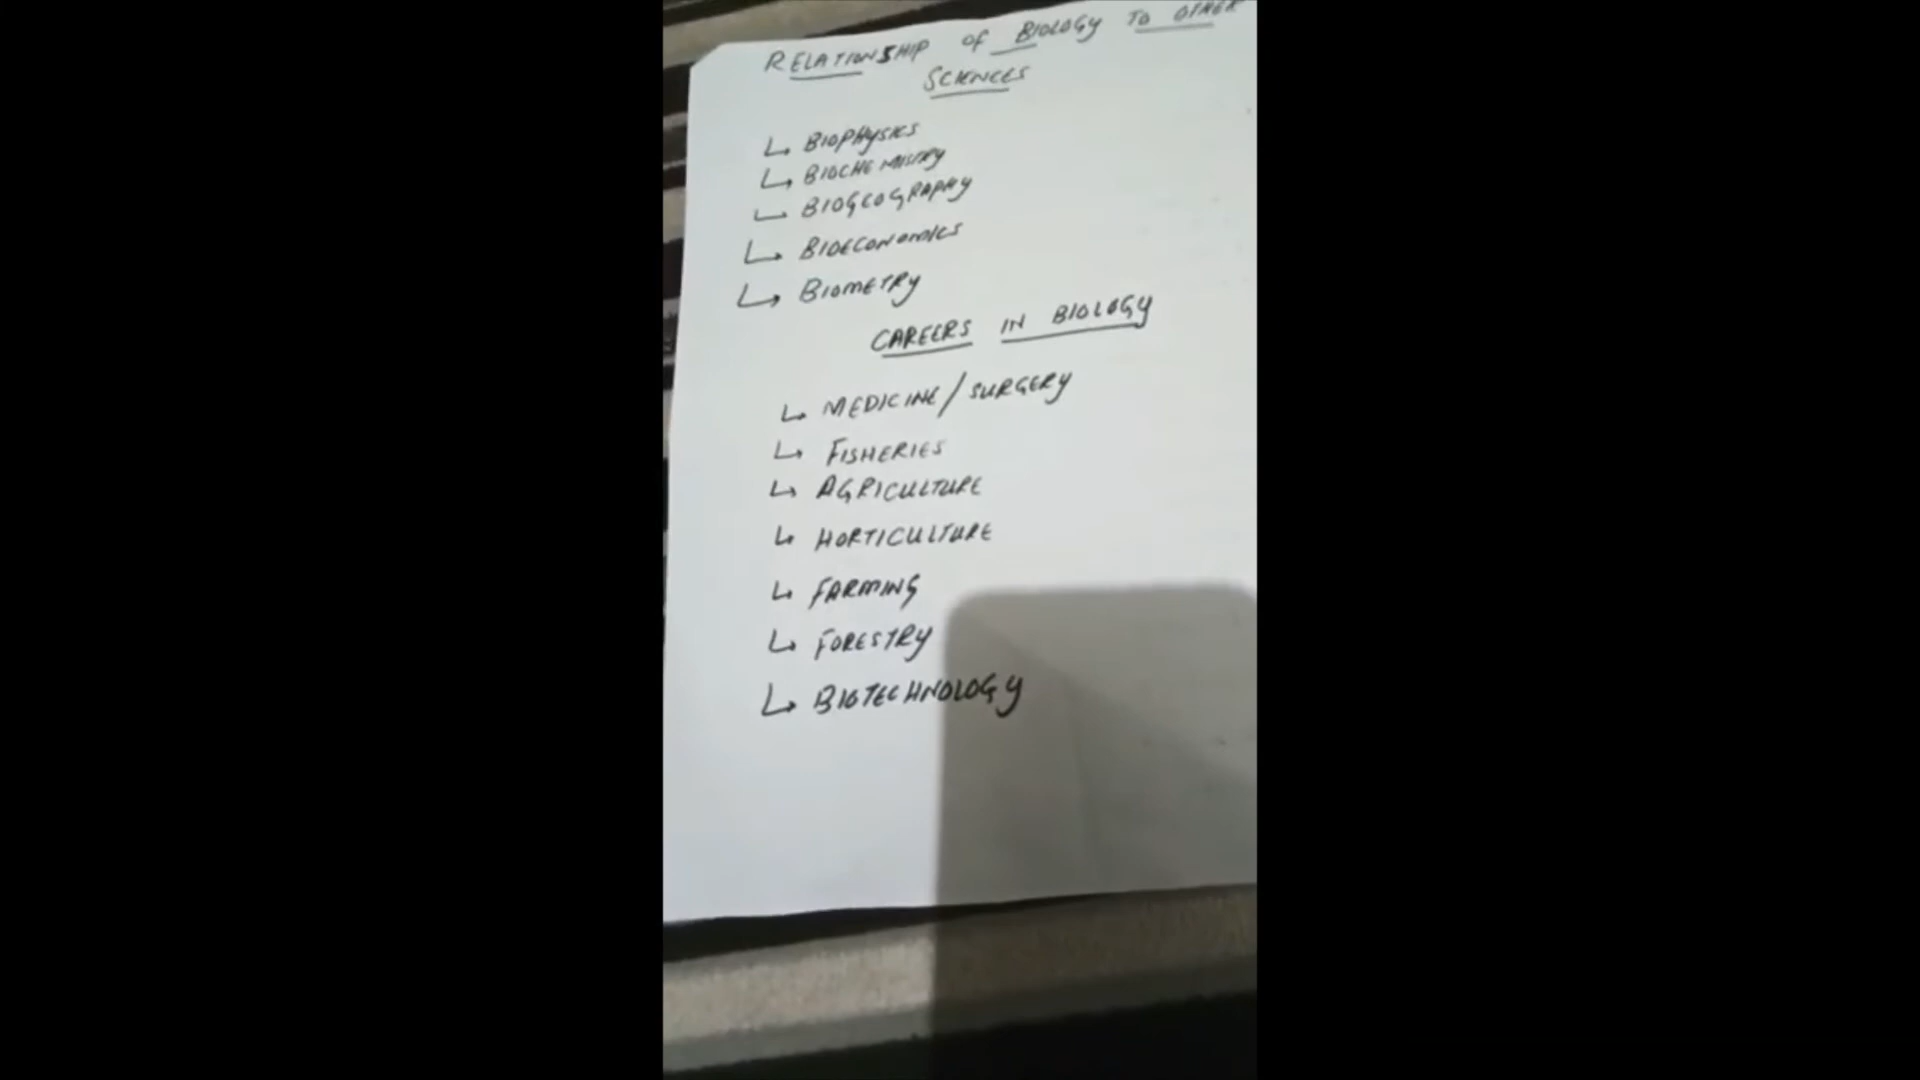 RELATIONSHIP OF BIOLOGY TO OTHER
SCIENCES
↳ BIOPHYSICS
↳ BIOCHEMISTRY
↳ BIOGEOGRAPHY
↳ BIOECONOMICS
↳ BIOMETRY
CAREERS IN BIOLOGY
↳ MEDICINE/SURGERY
↳ FISHERIES
↳ AGRICULTURE
↳ HORTICULTURE
↳ FARMING
↳ FORESTRY
↳ BIOTECHNOLOGY